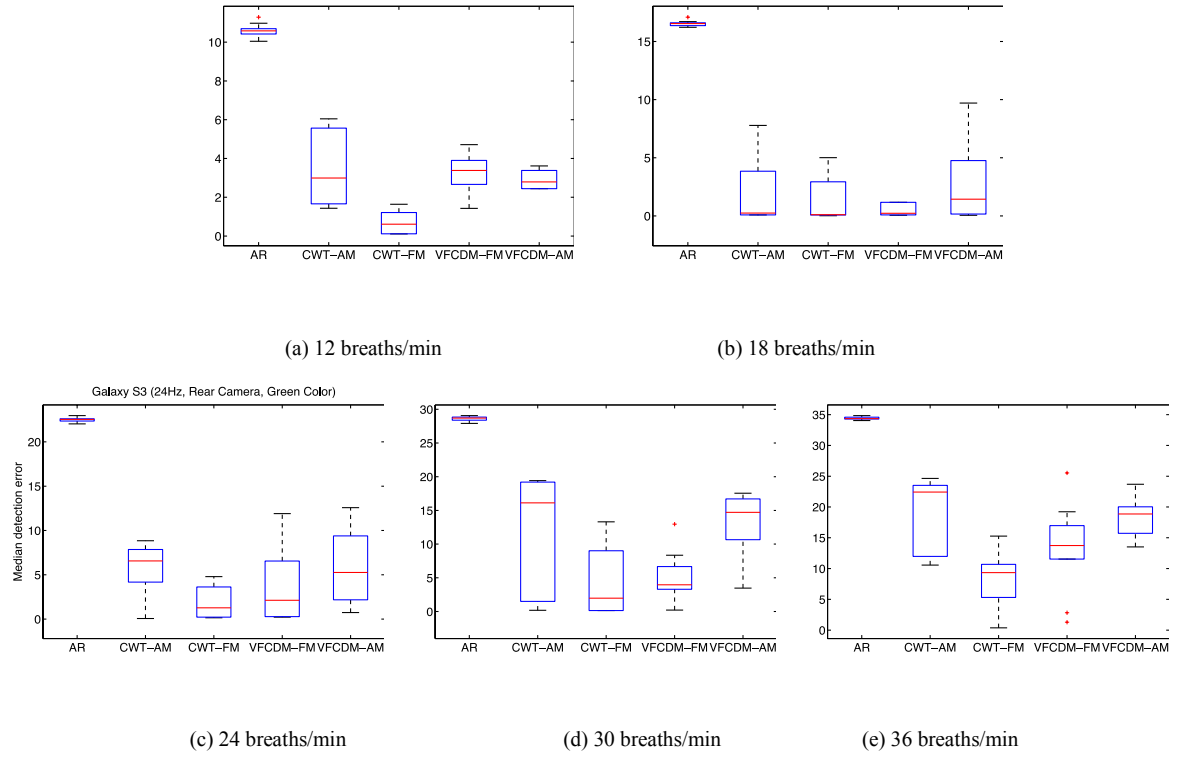 10
8
6
4
2
0
AR CWT–AM CWT–FM VFCDM–FM VFCDM–AM
(a) 12 breaths/min
15
10
5
0
AR CWT–AM CWT–FM VFCDM–FM VFCDM–AM
(b) 18 breaths/min
Galaxy S3 (24Hz, Rear Camera, Green Color)
Median detection error
20
15
10
5
0
AR CWT–AM CWT–FM VFCDM–FM VFCDM–AM
(c) 24 breaths/min
30
25
20
15
10
5
0
AR CWT–AM CWT–FM VFCDM–FM VFCDM–AM
(d) 30 breaths/min
35
30
25
20
15
10
5
0
AR CWT–AM CWT–FM VFCDM–FM VFCDM–AM
(e) 36 breaths/min